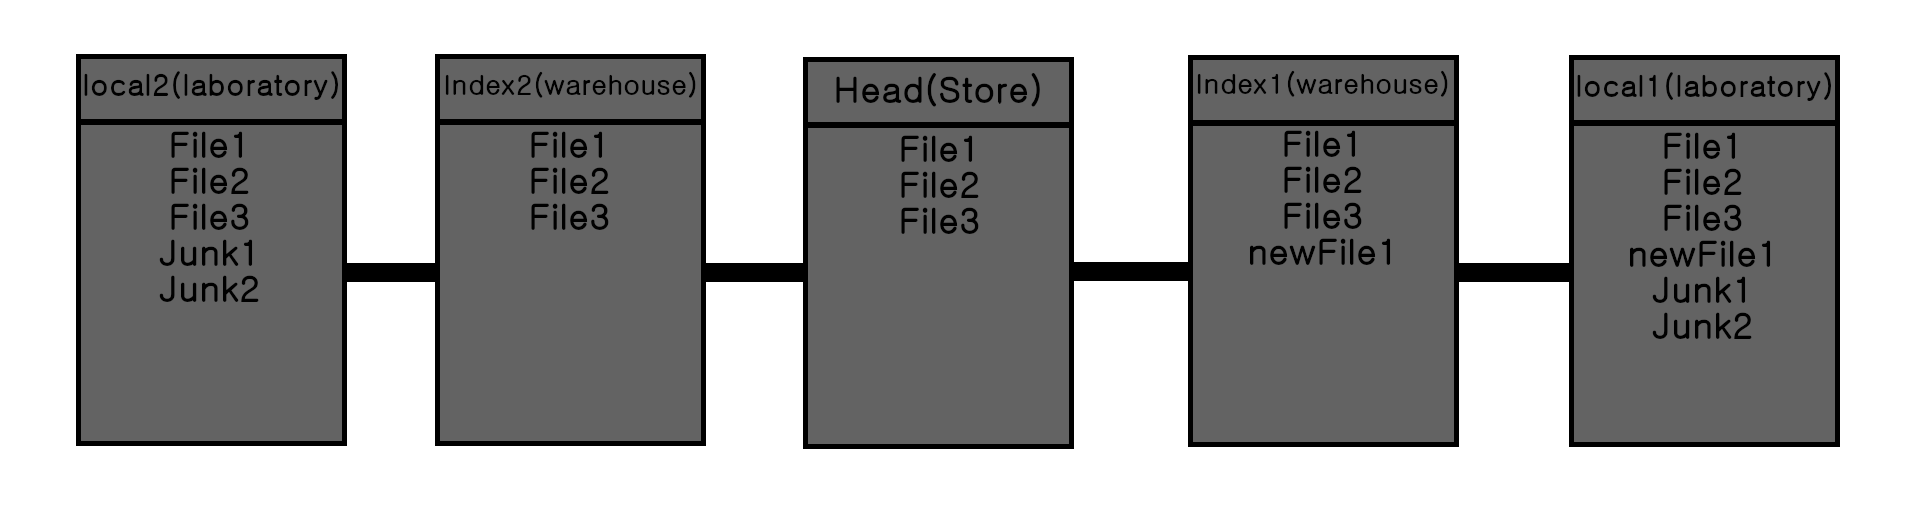 local2(laboratory)
File1
File2
File3
Junk1
Junk2
Index2(warehouse)
File1
File2
File3
Head(Store)
File1
File2
File3
Index1(warehouse)
File1
File2
File3
newFile1
local1(laboratory)
File1
File2
File3
newFile1
Junk1
Junk2